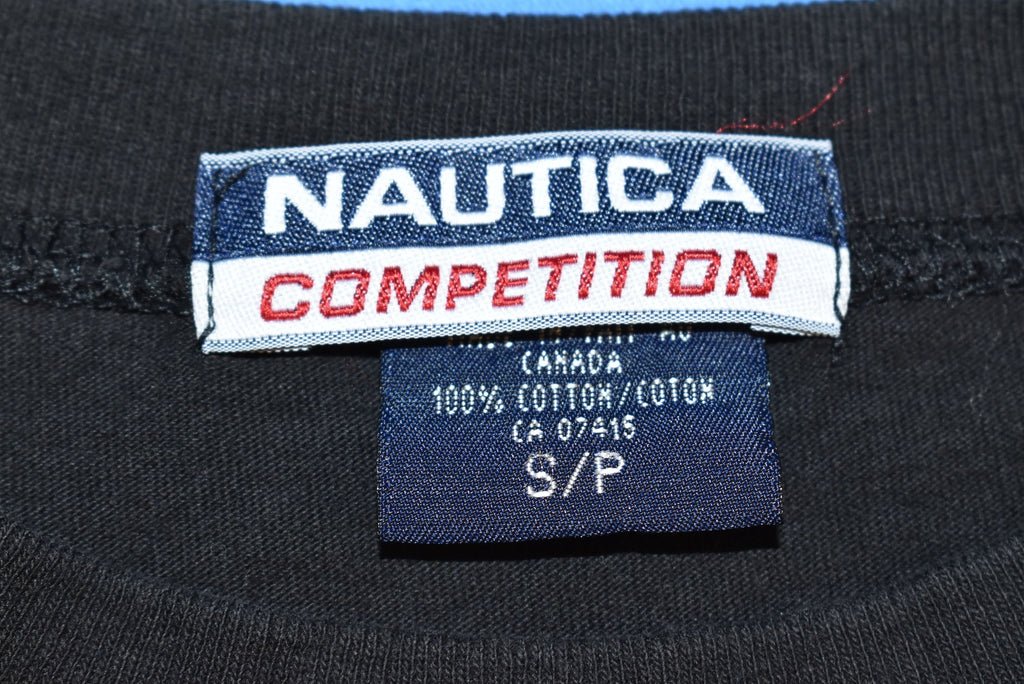 NAUTICA
COMPETITION
CANADA
100% COTTON/COTON
CA 07415
S/P